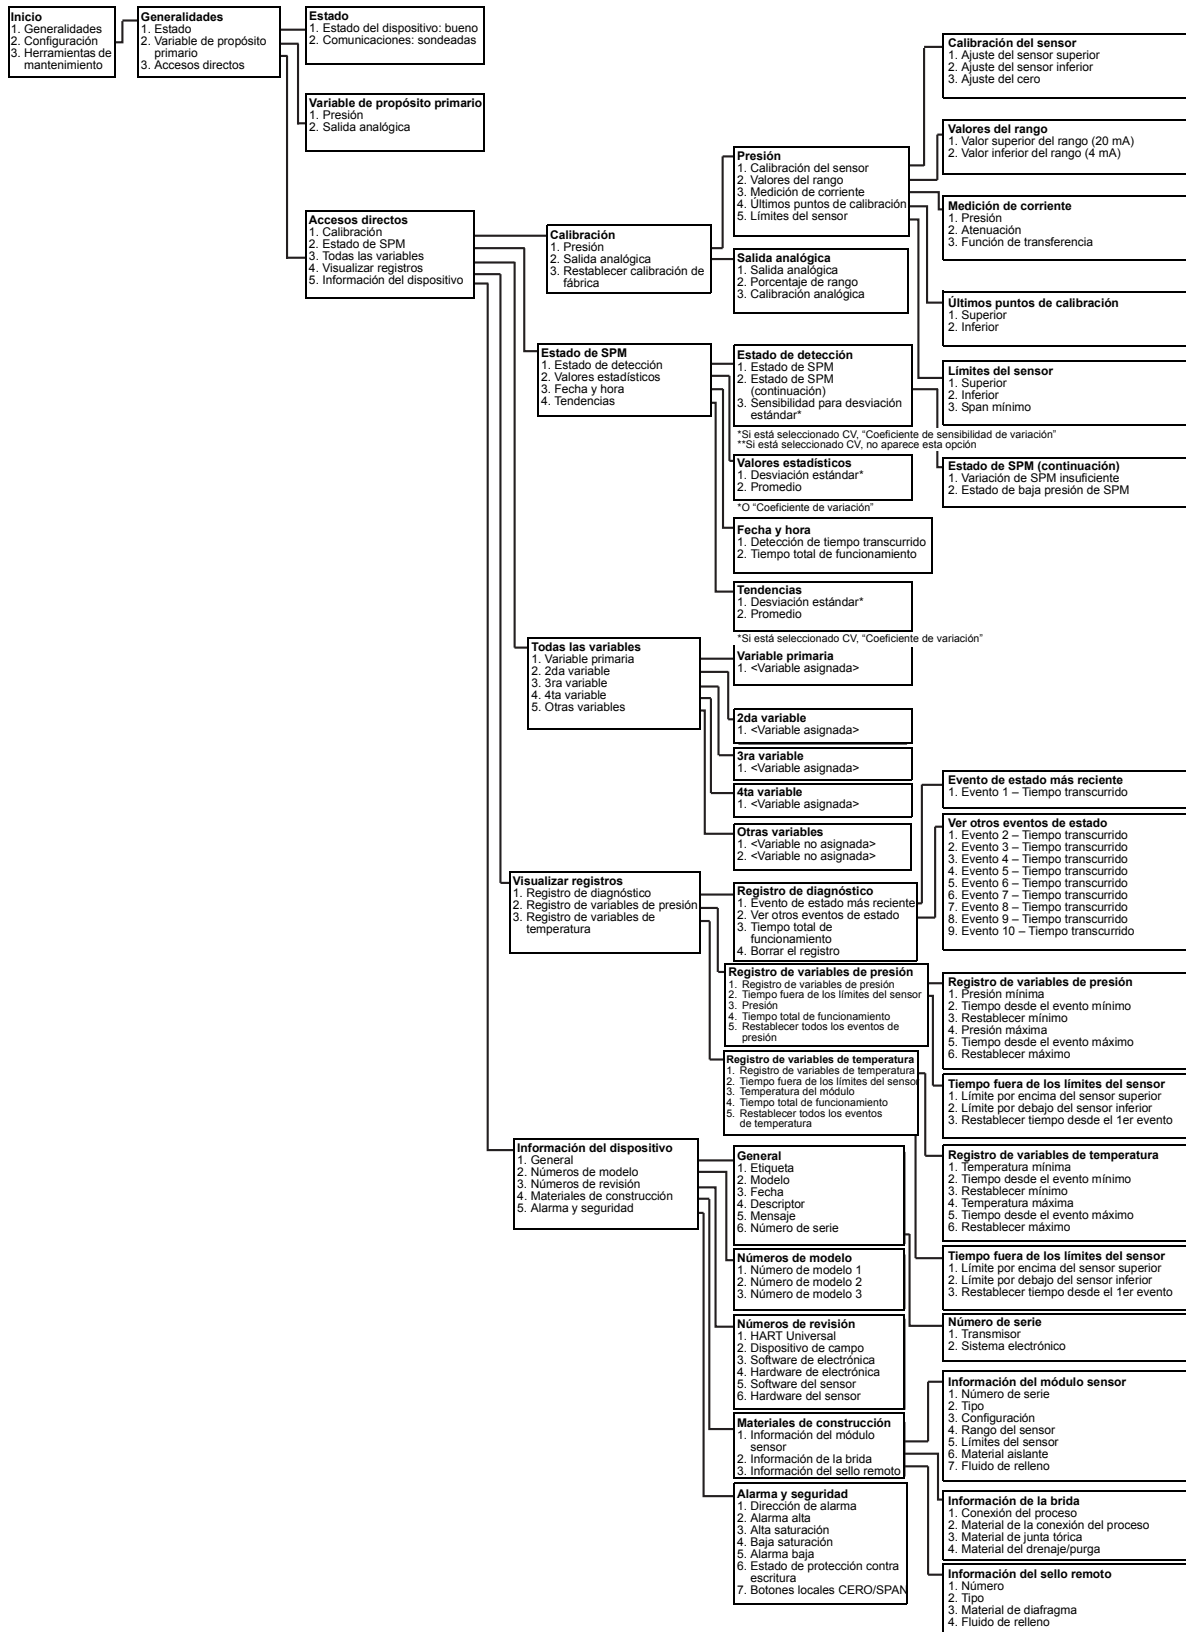 Inicio
1. Generalidades
2. Configuración
3. Herramientas de
mantenimiento
Generalidades
1. Estado
2. Variable de propósito
primario
3. Accesos directos
Estado
1. Estado del dispositivo: bueno
2. Comunicaciones: sondeadas
Variable de propósito primario
1. Presión
2. Salida analógica
Accesos directos
1. Calibración
2. Estado de SPM
3. Todas las variables
4. Visualizar registros
5. Información del dispositivo
Calibración
1. Presión
2. Salida analógica
3. Restablecer calibración de
fábrica
Presión
1. Calibración del sensor
2. Valores del rango
3. Medición de corriente
4. Últimos puntos de calibración
5. Límites del sensor
Salida analógica
1. Salida analógica
2. Porcentaje de rango
3. Calibración analógica
Calibración del sensor
1. Ajuste del sensor superior
2. Ajuste del sensor inferior
3. Ajuste del cero
Valores del rango
1. Valor superior del rango (20 mA)
2. Valor inferior del rango (4 mA)
Medición de corriente
1. Presión
2. Atenuación
3. Función de transferencia
Últimos puntos de calibración
1. Superior
2. Inferior
Límites del sensor
1. Superior
2. Inferior
3. Span mínimo
Estado de SPM
1. Estado de detección
2. Valores estadísticos
3. Fecha y hora
4. Tendencias
Estado de detección
1. Estado de SPM
2. Estado de SPM
(continuación)
3. Sensibilidad para desviación
estándar*
*Si está seleccionado CV, “Coeficiente de sensibilidad de variación”
**Si está seleccionado CV, no aparece esta opción
Estado de SPM (continuación)
1. Variación de SPM insuficiente
2. Estado de baja presión de SPM
Valores estadísticos
1. Desviación estándar*
2. Promedio
*O “Coeficiente de variación”
Fecha y hora
1. Detección de tiempo transcurrido
2. Tiempo total de funcionamiento
Tendencias
1. Desviación estándar*
2. Promedio
*Si está seleccionado CV, “Coeficiente de variación”
Todas las variables
1. Variable primaria
2. 2da variable
3. 3ra variable
4. 4ta variable
5. Otras variables
Variable primaria
1. <Variable asignada>
2da variable
1. <Variable asignada>
3ra variable
1. <Variable asignada>
4ta variable
1. <Variable asignada>
Otras variables
1. <Variable no asignada>
2. <Variable no asignada>
Visualizar registros
1. Registro de diagnóstico
2. Registro de variables de presión
3. Registro de variables de
temperatura
Registro de diagnóstico
1. Evento de estado más reciente
2. Ver otros eventos de estado
3. Tiempo total de
funcionamiento
4. Borrar el registro
Evento de estado más reciente
1. Evento 1 – Tiempo transcurrido
Ver otros eventos de estado
1. Evento 2 – Tiempo transcurrido
2. Evento 3 – Tiempo transcurrido
3. Evento 4 – Tiempo transcurrido
4. Evento 5 – Tiempo transcurrido
5. Evento 6 – Tiempo transcurrido
6. Evento 7 – Tiempo transcurrido
7. Evento 8 – Tiempo transcurrido
8. Evento 9 – Tiempo transcurrido
9. Evento 10 – Tiempo transcurrido
Registro de variables de presión
1. Registro de variables de presión
2. Tiempo fuera de los límites del sensor
3. Presión
4. Tiempo total de funcionamiento
5. Restablecer todos los eventos de
presión
Registro de variables de presión
1. Presión mínima
2. Tiempo desde el evento mínimo
3. Restablecer mínimo
4. Presión máxima
5. Tiempo desde el evento máximo
6. Restablecer máximo
Tiempo fuera de los límites del sensor
1. Límite por encima del sensor superior
2. Límite por debajo del sensor inferior
3. Restablecer tiempo desde el 1er evento
Registro de variables de temperatura
1. Registro de variables de temperatura
2. Tiempo fuera de los límites del sensor
3. Temperatura del módulo
4. Tiempo total de funcionamiento
5. Restablecer todos los eventos
de temperatura
Registro de variables de temperatura
1. Temperatura mínima
2. Tiempo desde el evento mínimo
3. Restablecer mínimo
4. Temperatura máxima
5. Tiempo desde el evento máximo
6. Restablecer máximo
Tiempo fuera de los límites del sensor
1. Límite por encima del sensor superior
2. Límite por debajo del sensor inferior
3. Restablecer tiempo desde el 1er evento
Información del dispositivo
1. General
2. Números de modelo
3. Números de revisión
4. Materiales de construcción
5. Alarma y seguridad
General
1. Etiqueta
2. Modelo
3. Fecha
4. Descriptor
5. Mensaje
6. Número de serie
Números de modelo
1. Número de modelo 1
2. Número de modelo 2
3. Número de modelo 3
Números de revisión
1. HART Universal
2. Dispositivo de campo
3. Software de electrónica
4. Hardware de electrónica
5. Software del sensor
6. Hardware del sensor
Número de serie
1. Transmisor
2. Sistema electrónico
Materiales de construcción
1. Información del módulo
sensor
2. Información de la brida
3. Información del sello remoto
Información del módulo sensor
1. Número de serie
2. Tipo
3. Configuración
4. Rango del sensor
5. Límites del sensor
6. Material aislante
7. Fluido de relleno
Alarma y seguridad
1. Dirección de alarma
2. Alarma alta
3. Alta saturación
4. Baja saturación
5. Alarma baja
6. Estado de protección contra
escritura
7. Botones locales CERO/SPAN
Información de la brida
1. Conexión del proceso
2. Material de la conexión del proceso
3. Material de junta tórica
4. Material del drenaje/purga
Información del sello remoto
1. Número
2. Tipo
3. Material de diafragma
4. Fluido de relleno